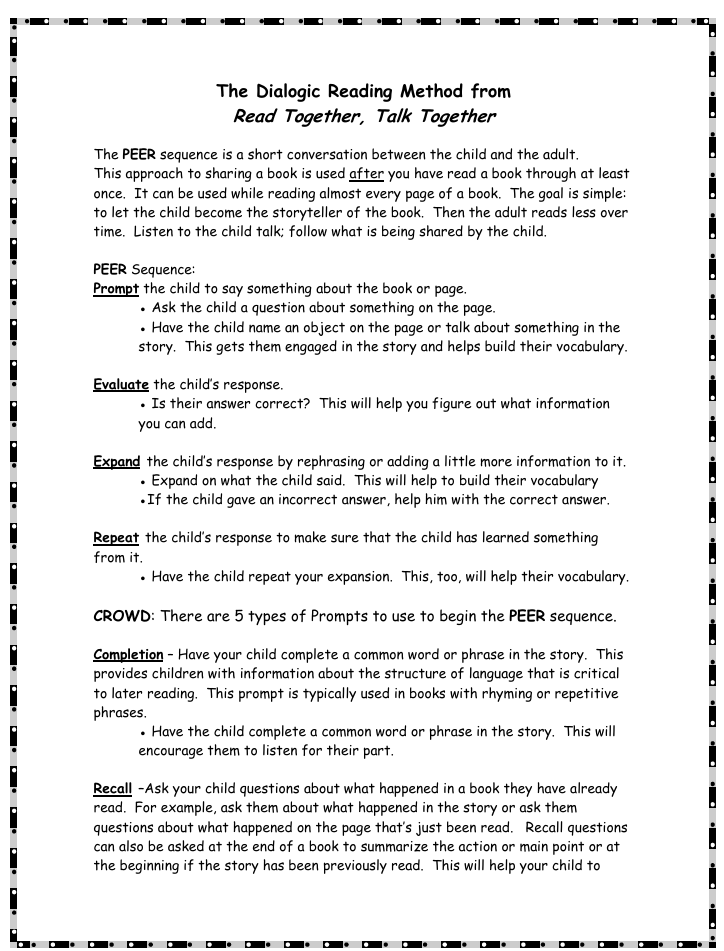 The Dialogic Reading Method from
Read Together, Talk Together
The PEER sequence is a short conversation between the child and the adult.
This approach to sharing a book is used after you have read a book through at least
once.  It can be used while reading almost every page of a book.  The goal is simple:
to let the child become the storyteller of the book.  Then the adult reads less over
time.  Listen to the child talk; follow what is being shared by the child.
PEER Sequence:
Prompt the child to say something about the book or page.
• Ask the child a question about something on the page.
• Have the child name an object on the page or talk about something in the
story.  This gets them engaged in the story and helps build their vocabulary.
Evaluate the child's response.
• Is their answer correct?  This will help you figure out what information
you can add.
Expand the child's response by rephrasing or adding a little more information to it.
• Expand on what the child said.  This will help to build their vocabulary
•If the child gave an incorrect answer, help him with the correct answer.
Repeat the child's response to make sure that the child has learned something
from it.
• Have the child repeat your expansion.  This, too, will help their vocabulary.
CROWD: There are 5 types of Prompts to use to begin the PEER sequence.
Completion – Have your child complete a common word or phrase in the story.  This
provides children with information about the structure of language that is critical
to later reading.  This prompt is typically used in books with rhyming or repetitive
phrases.
• Have the child complete a common word or phrase in the story.  This will
encourage them to listen for their part.
Recall –Ask your child questions about what happened in a book they have already
read.  For example, ask them about what happened in the story or ask them
questions about what happened on the page that's just been read.   Recall questions
can also be asked at the end of a book to summarize the action or main point or at
the beginning if the story has been previously read.  This will help your child to